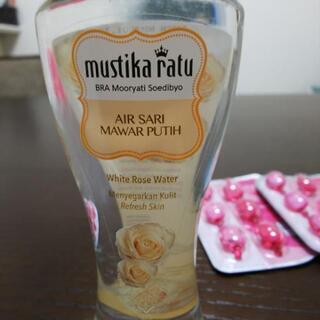 mustika ratu
BRA Mooryati Soedibyo
AIR SARI
MAWAR PUTIH
White Rose Water
Menyegarkan Kulit
Refresh Skin